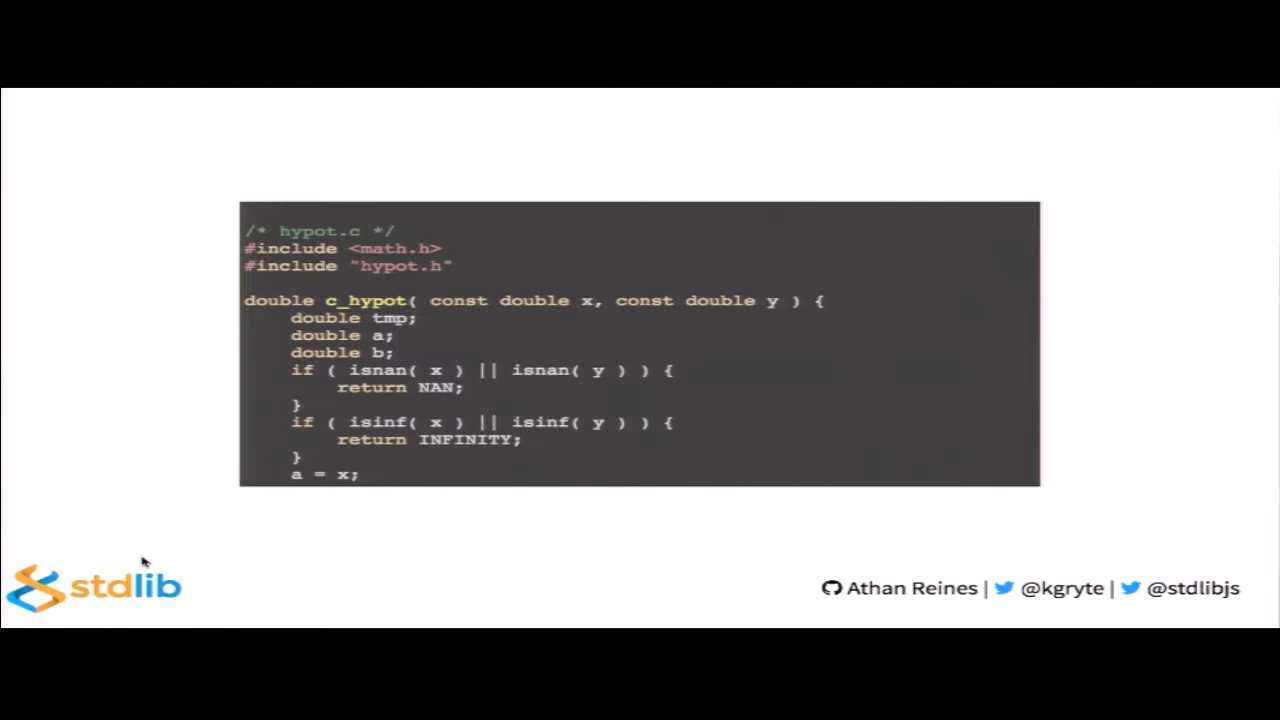 /* hypot.c */
#include <math.h>
#include "hypot.h"
double c_hypot( const double x, const double y ) {
double tmp;
double a;
double b;
if ( isnan( x ) || isnan( y ) ) {
return NAN;
}
if ( isinf( x ) || isinf( y ) ) {
return INFINITY;
}
a = x;
stdlib
Athan Reines | @kgryte | @stdlibjs